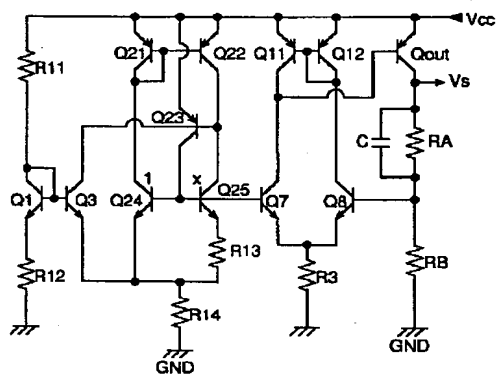 Vcc
R11
Q21
Q22
Q11
Q12
Qout
Vs
Q23
C
RA
1
x
Q1
Q3
Q24
Q25
Q7
Q8
R12
R13
R3
RB
R14
GND
GND